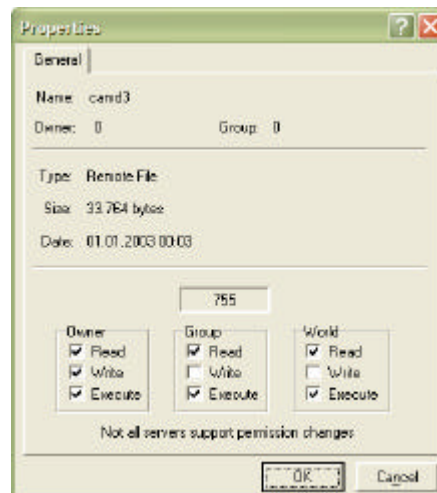 Properties
General
Name: camd3
Owner: 0 Group: 0
Type: Remote File
Size: 33.764 bytes
Date: 01.01.2003 00:03
755
Owner Group World
Read Read Read
Write Write Write
Execute Execute Execute
Not all servers support permission changes
OK Cancel